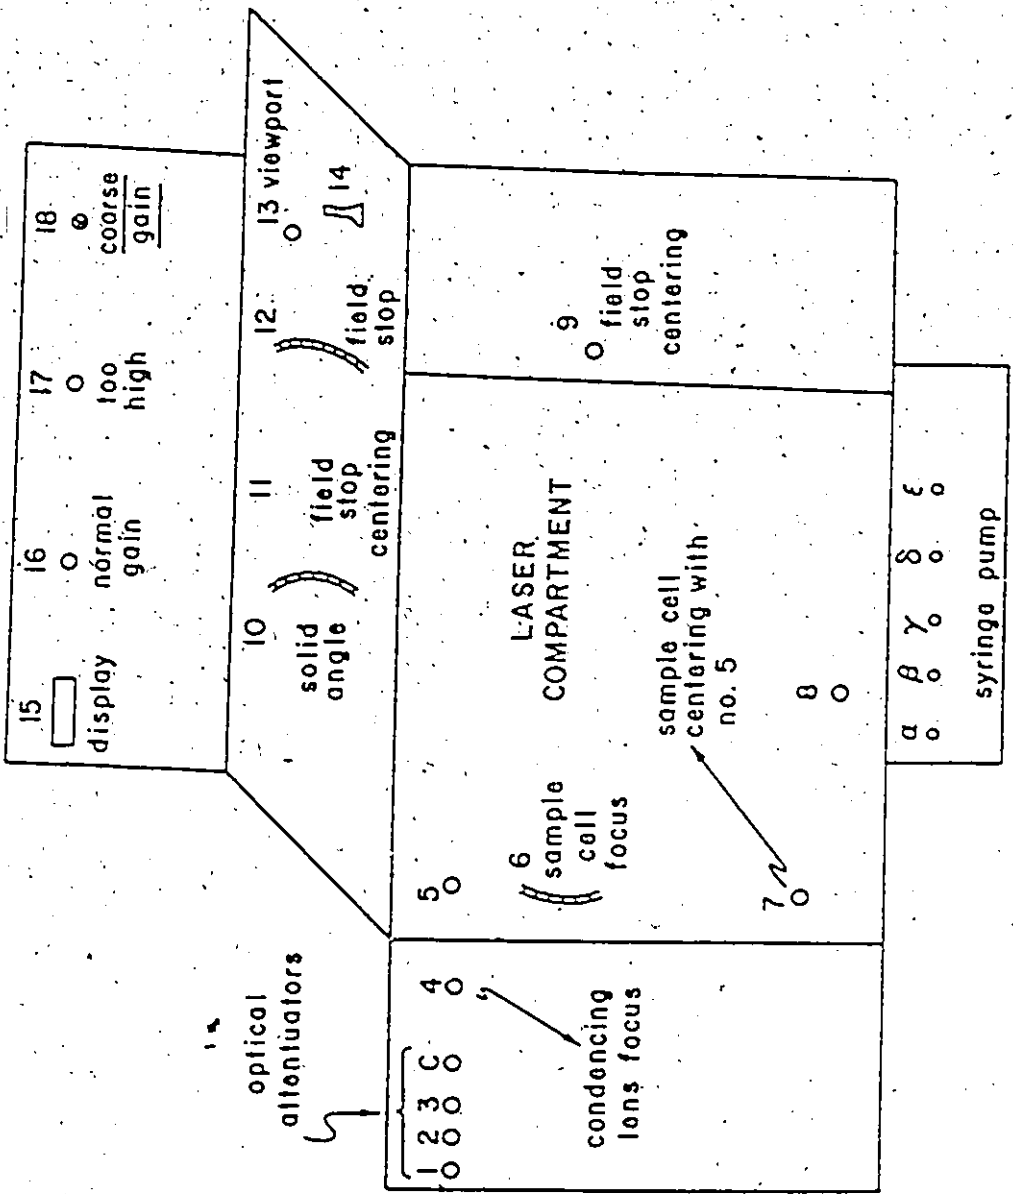 15
display
16
normal
gain
17
too
high
18
coarse
gain
10
solid
angle
11
field
stop
centering
12
field
stop
13 viewport
14
optical
attentuators
1 2 3 C
4
condencing
lens focus
5
6
sample
cell
focus
LASER
COMPARTMENT
7
sample cell
centering with
no. 5
8
9
field
stop
centering
α β γ δ ε
syringe pump